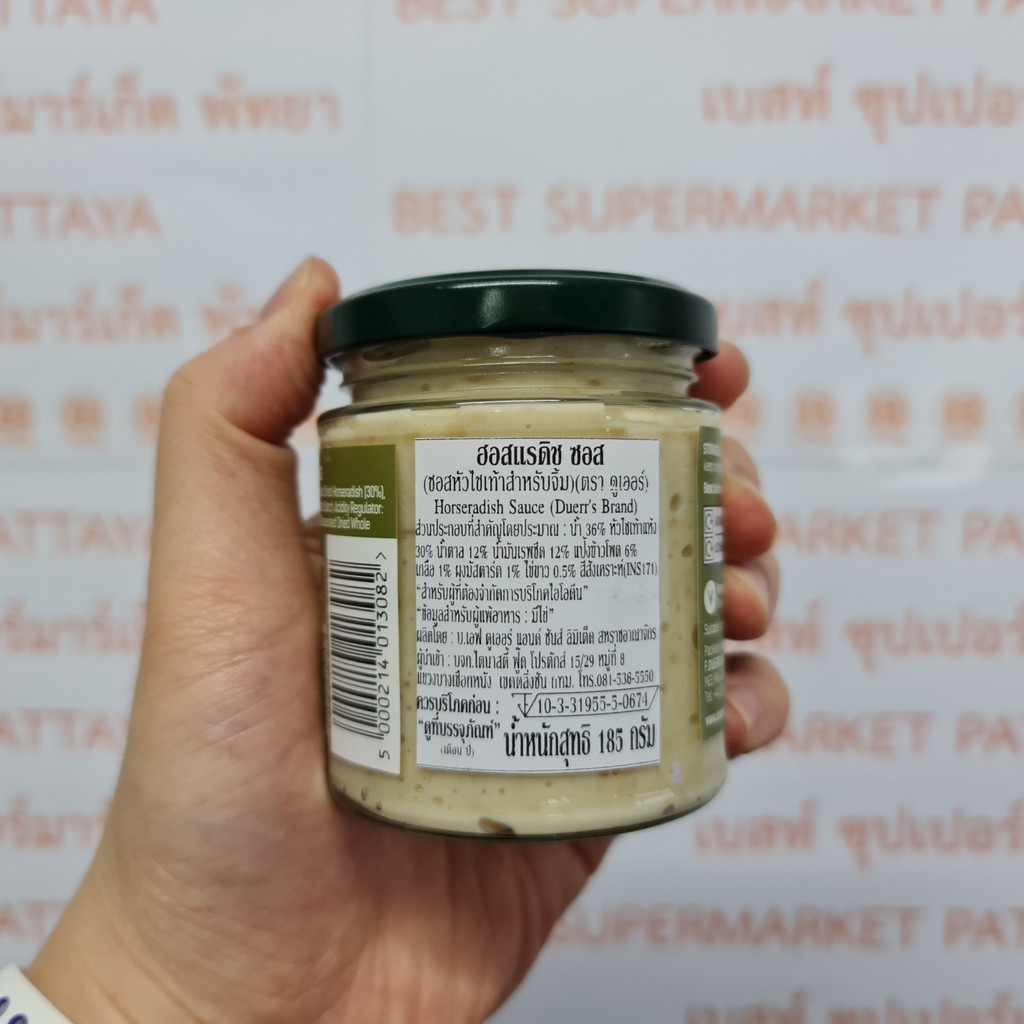 ฮอสแรดิช ซอส
(ซอสหัวไชเท้าสำหรับจิ้ม)(ตรา ดูเออร์)
Horseradish Sauce (Duerr's Brand)
ส่วนประกอบที่สำคัญโดยประมาณ : น้ำ 36% หัวไชเท้าแห้ง
30% น้ำตาล 12% น้ำมันเรพซีด 12% แป้งข้าวโพด 6%
เกลือ 1% ผงมัสตาร์ด 1% ไข่ขาว 0.5% สีสังเคราะห์(INS171)
“สำหรับผู้ที่ต้องจำกัดการบริโภคไอโอดีน”
“ข้อมูลสำหรับผู้แพ้อาหาร : มีไข่”
ผลิตโดย : บ.เอฟ ดูเออร์ แอนด์ ซันส์ ลิมิเต็ด สหราชอาณาจักร
ผู้นำเข้า : บจก.ไดนาสตี้ ฟู้ด โปรดักส์ 15/29 หมู่ที่ 8
แขวงบางเชือกหนัง เขตตลิ่งชัน กทม. โทร.081-536-5550
ควรบริโภคก่อน : 10-3-31955-5-0674
“ดูที่บรรจุภัณฑ์” น้ำหนักสุทธิ 185 กรัม
(เดือน ปี)
Horseradish (30%),
Acidity Regulator:
Dried Whole
5 000214 013082 >
TTAYA
BEST SUPERMARKET PA
มาร์เก็ต พัทยา
เบสท์ ซุปเปอร์